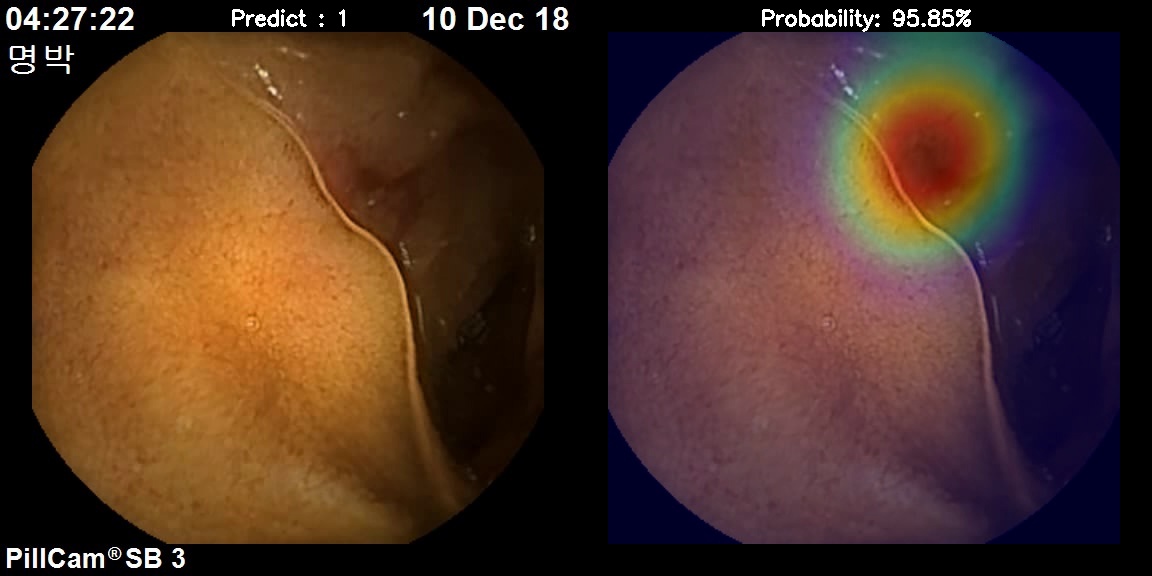 04:27:22
Predict : 1
10 Dec 18
Probability: 95.85%
명박
PillCam® SB 3